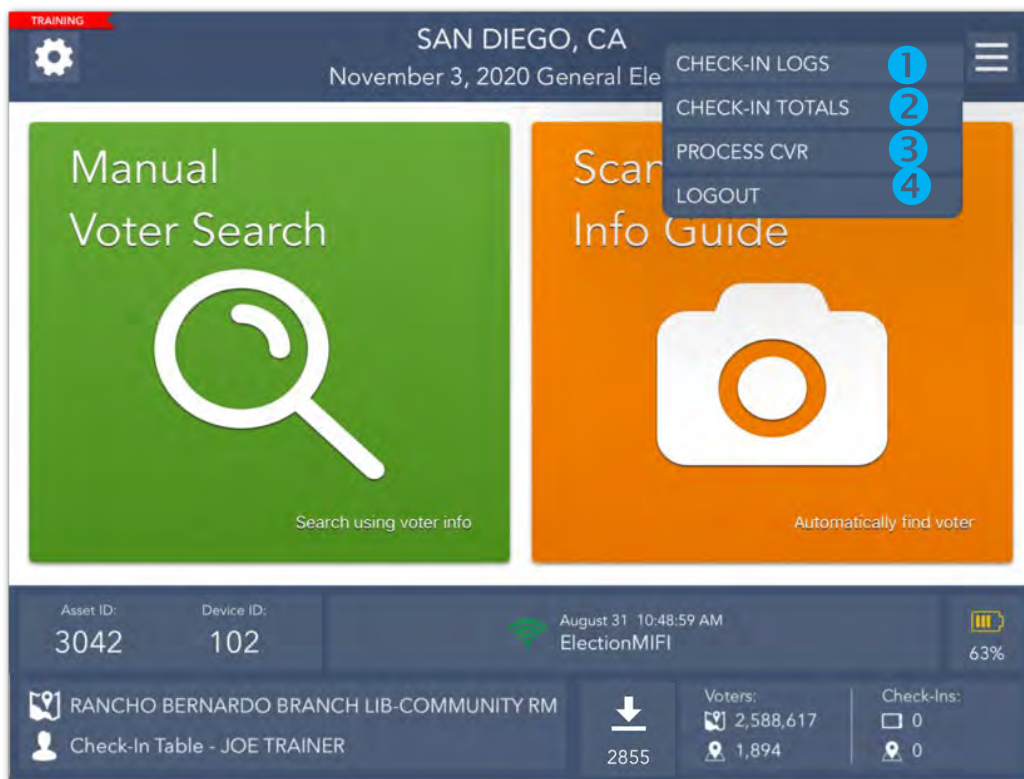 TRAINING
SAN DIEGO, CA
November 3, 2020 General Ele
CHECK-IN LOGS 1
CHECK-IN TOTALS 2
PROCESS CVR 3
LOGOUT 4
Manual
Voter Search
Search using voter info
Scan
Info Guide
Automatically find voter
Asset ID:
3042
Device ID:
102
August 31 10:48:59 AM
ElectionMIFI
63%
RANCHO BERNARDO BRANCH LIB-COMMUNITY RM
Check-In Table - JOE TRAINER
2855
Voters:
2,588,617
1,894
Check-Ins:
0
0